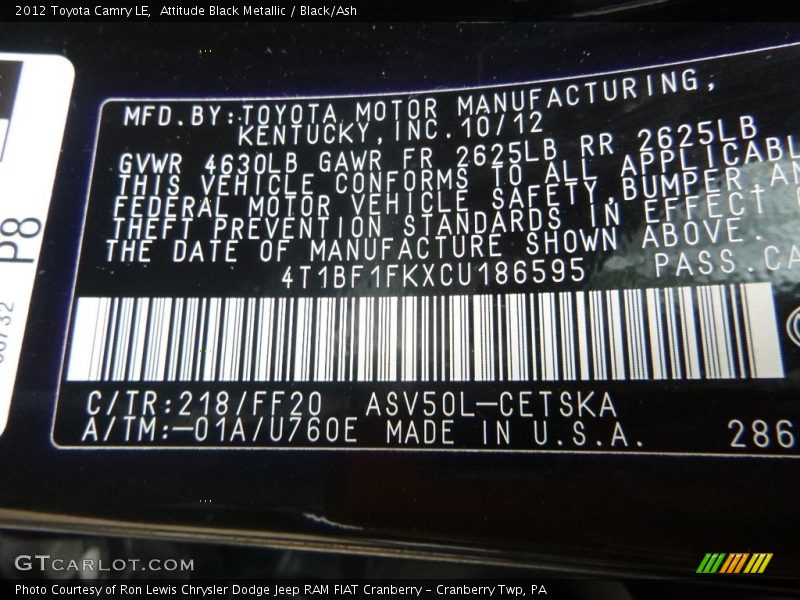 2012 Toyota Camry LE,  Attitude Black Metallic / Black/Ash
MFD.BY:TOYOTA MOTOR MANUFACTURING,
KENTUCKY,INC.10/12
GVWR 4630LB GAWR FR 2625LB RR 2625LB
THIS VEHICLE CONFORMS TO ALL APPLICABL
FEDERAL MOTOR VEHICLE SAFETY,BUMPER AN
THEFT PREVENTION STANDARDS IN EFFECT
THE DATE OF MANUFACTURE SHOWN ABOVE.
4T1BF1FKXCU186595 PASS.CA
C/TR:218/FF20 ASV50L-CETSKA
A/TM:-01A/U760E MADE IN U.S.A. 286
P8
GTCARLOT.COM
Photo Courtesy of Ron Lewis Chrysler Dodge Jeep RAM FIAT Cranberry - Cranberry Twp, PA